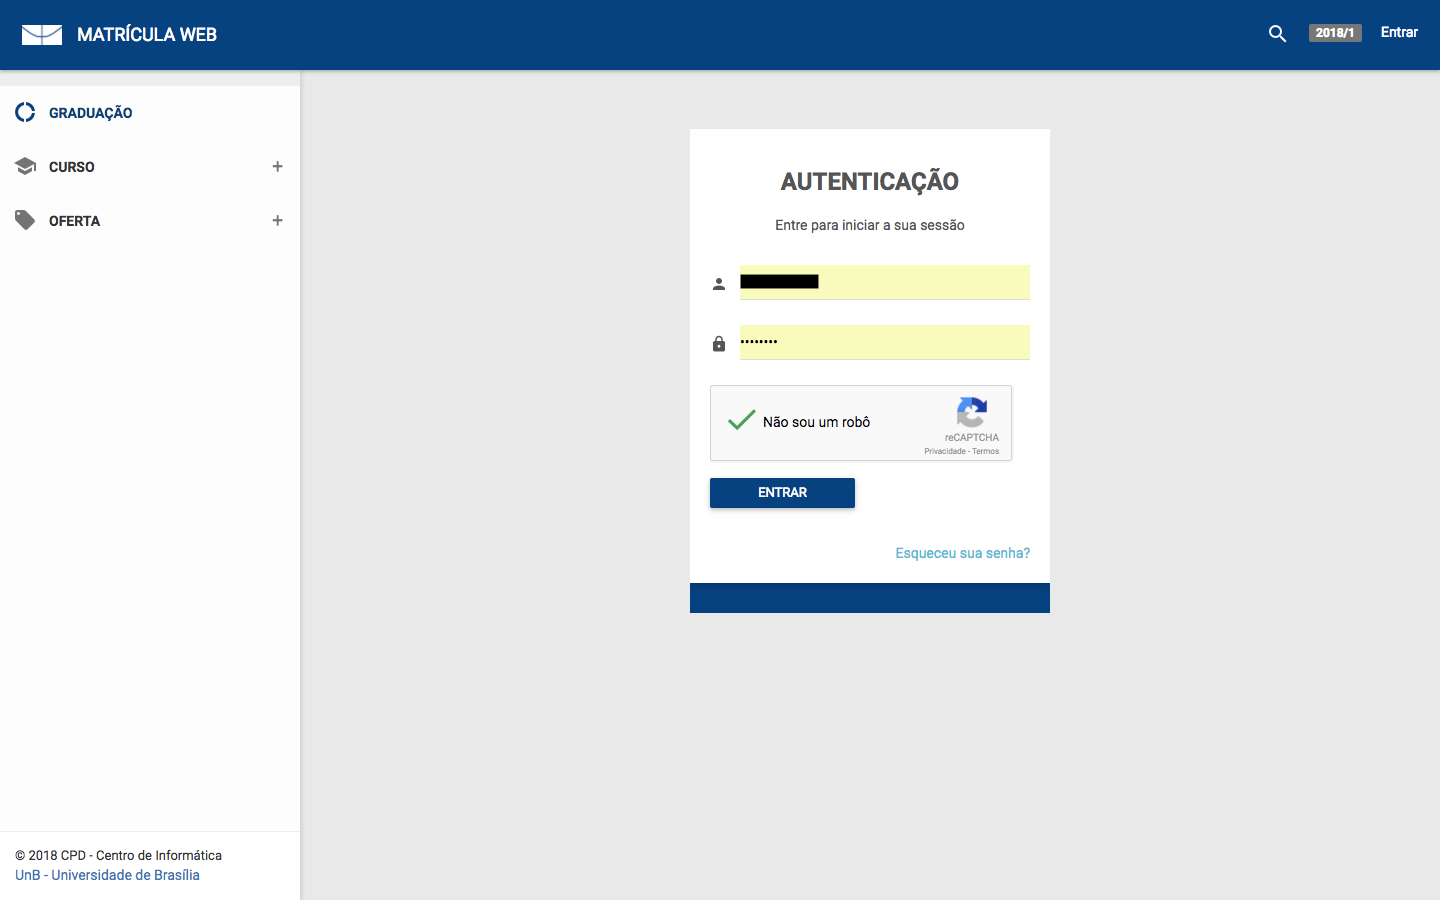 MATRÍCULA WEB
2018/1
Entrar
GRADUAÇÃO
CURSO
+
OFERTA
+
AUTENTICAÇÃO
Entre para iniciar a sua sessão
••••••••
Não sou um robô
reCAPTCHA
Privacidade - Termos
ENTRAR
Esqueceu sua senha?
© 2018 CPD - Centro de Informática
UnB - Universidade de Brasília